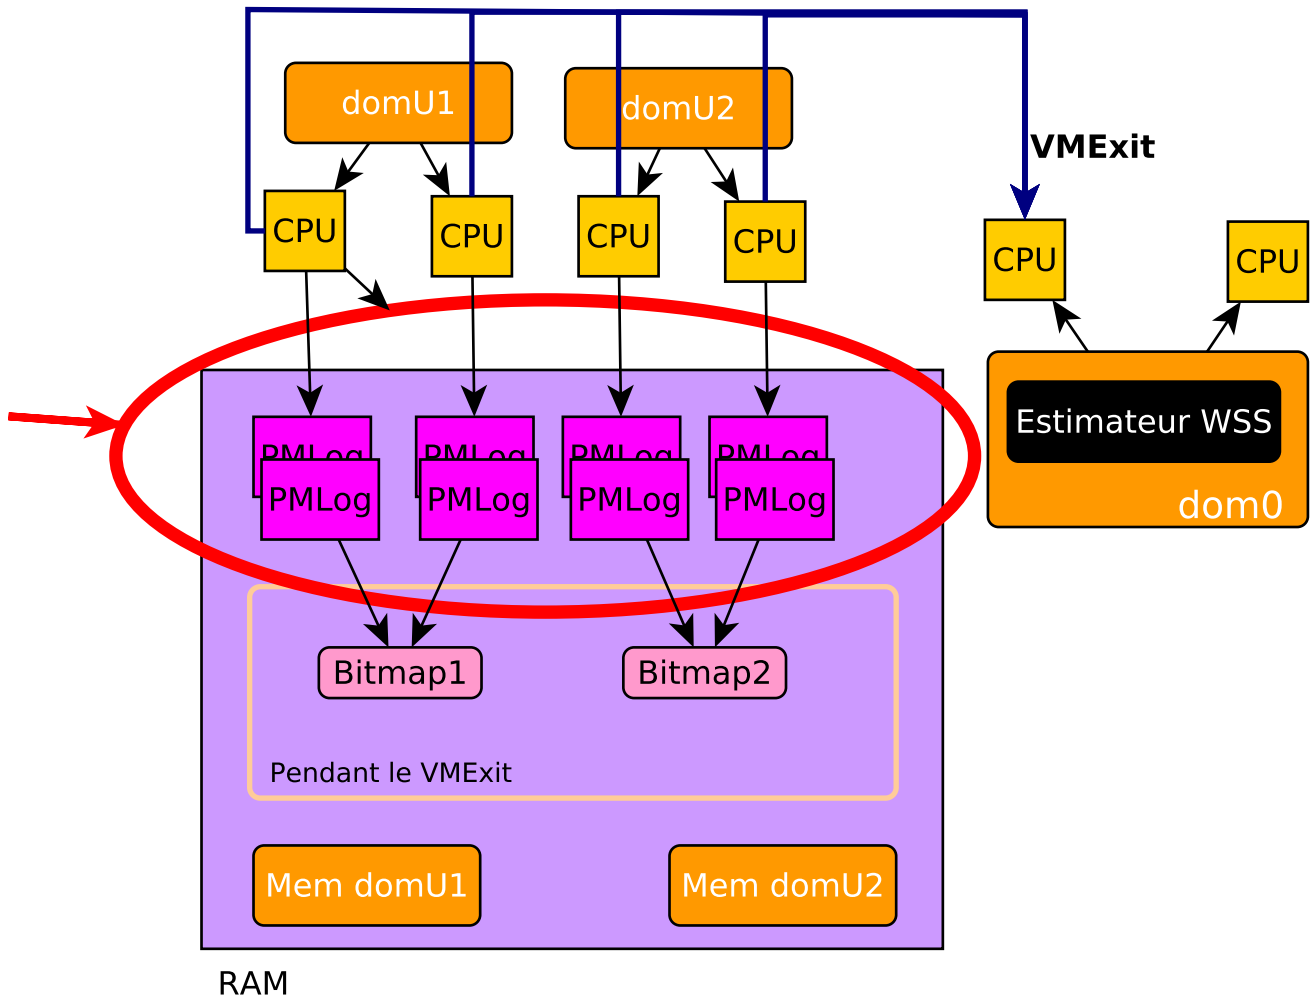 domU1
domU2
VMExit
CPU
CPU
CPU
CPU
CPU
CPU
PMLog
PMLog
PMLog
PMLog
PMLog
PMLog
PMLog
PMLog
Estimateur WSS
dom0
Bitmap1
Bitmap2
Pendant le VMExit
Mem domU1
Mem domU2
RAM